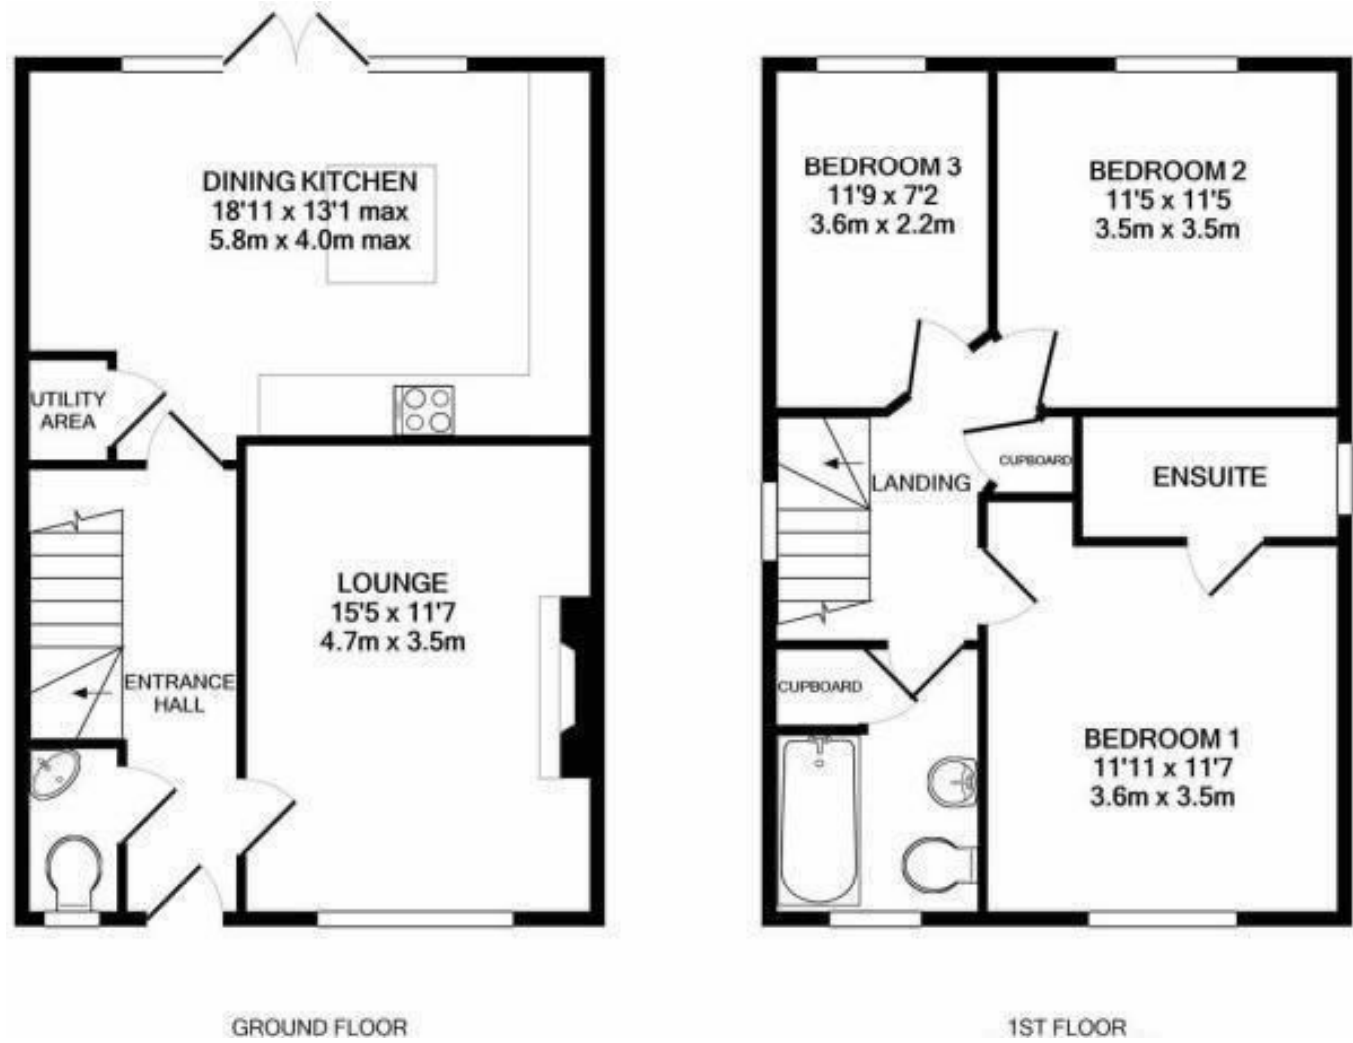 DINING KITCHEN
18'11 x 13'1 max
5.8m x 4.0m max
UTILITY
AREA
LOUNGE
15'5 x 11'7
4.7m x 3.5m
ENTRANCE
HALL
GROUND FLOOR
BEDROOM 3
11'9 x 7'2
3.6m x 2.2m
BEDROOM 2
11'5 x 11'5
3.5m x 3.5m
CUPBOARD
LANDING
ENSUITE
CUPBOARD
BEDROOM 1
11'11 x 11'7
3.6m x 3.5m
1ST FLOOR